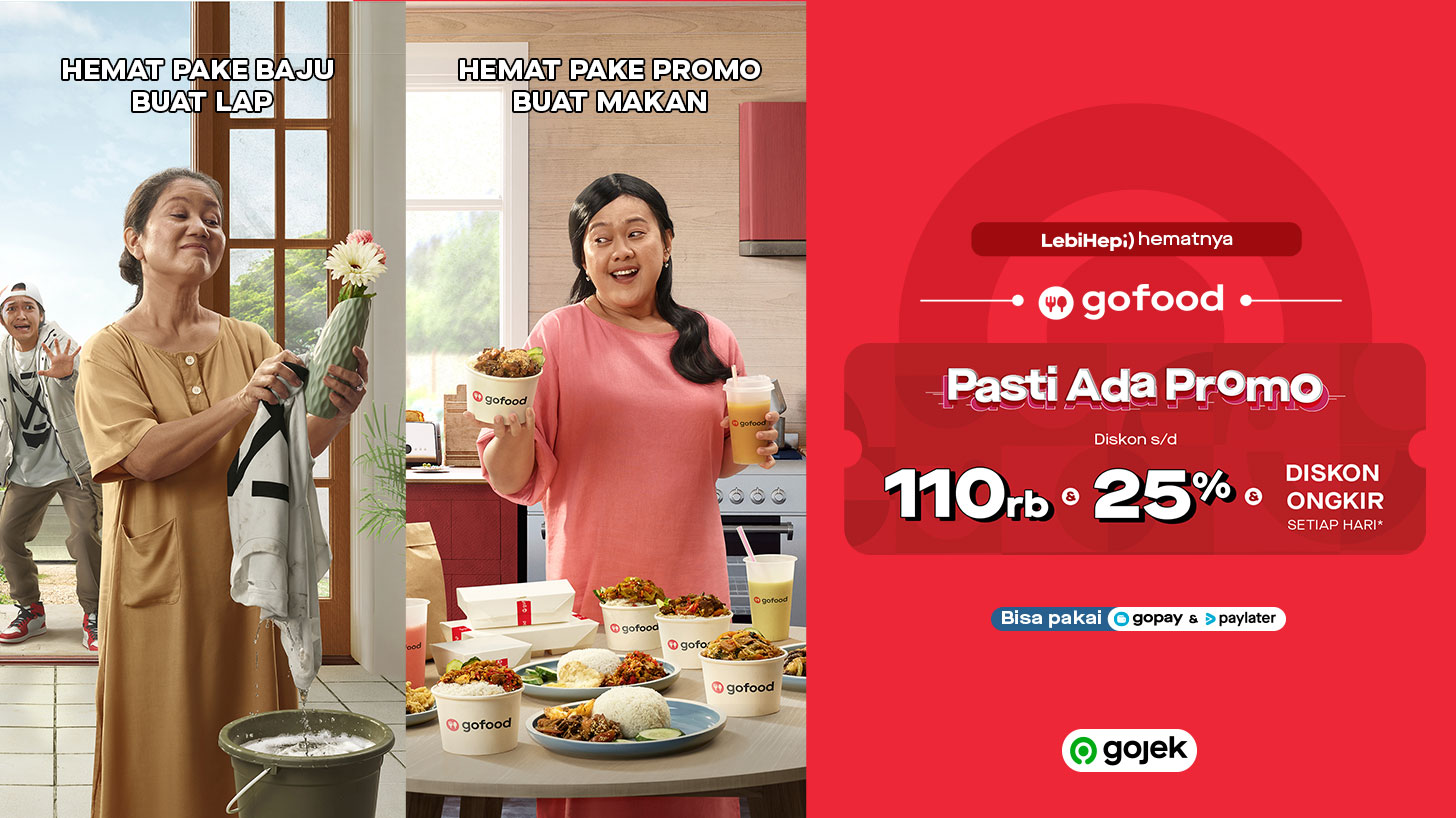 HEMAT PAKE BAJU
BUAT LAP
HEMAT PAKE PROMO
BUAT MAKAN
gofood
gofood
gofood
gofood
gofood
gofood
gofood
LebiHepi;) hematnya
gofood
Pasti Ada Promo
Diskon s/d
110rb & 25% & DISKON
ONGKIR
SETIAP HARI*
Bisa pakai gopay & paylater
gojek